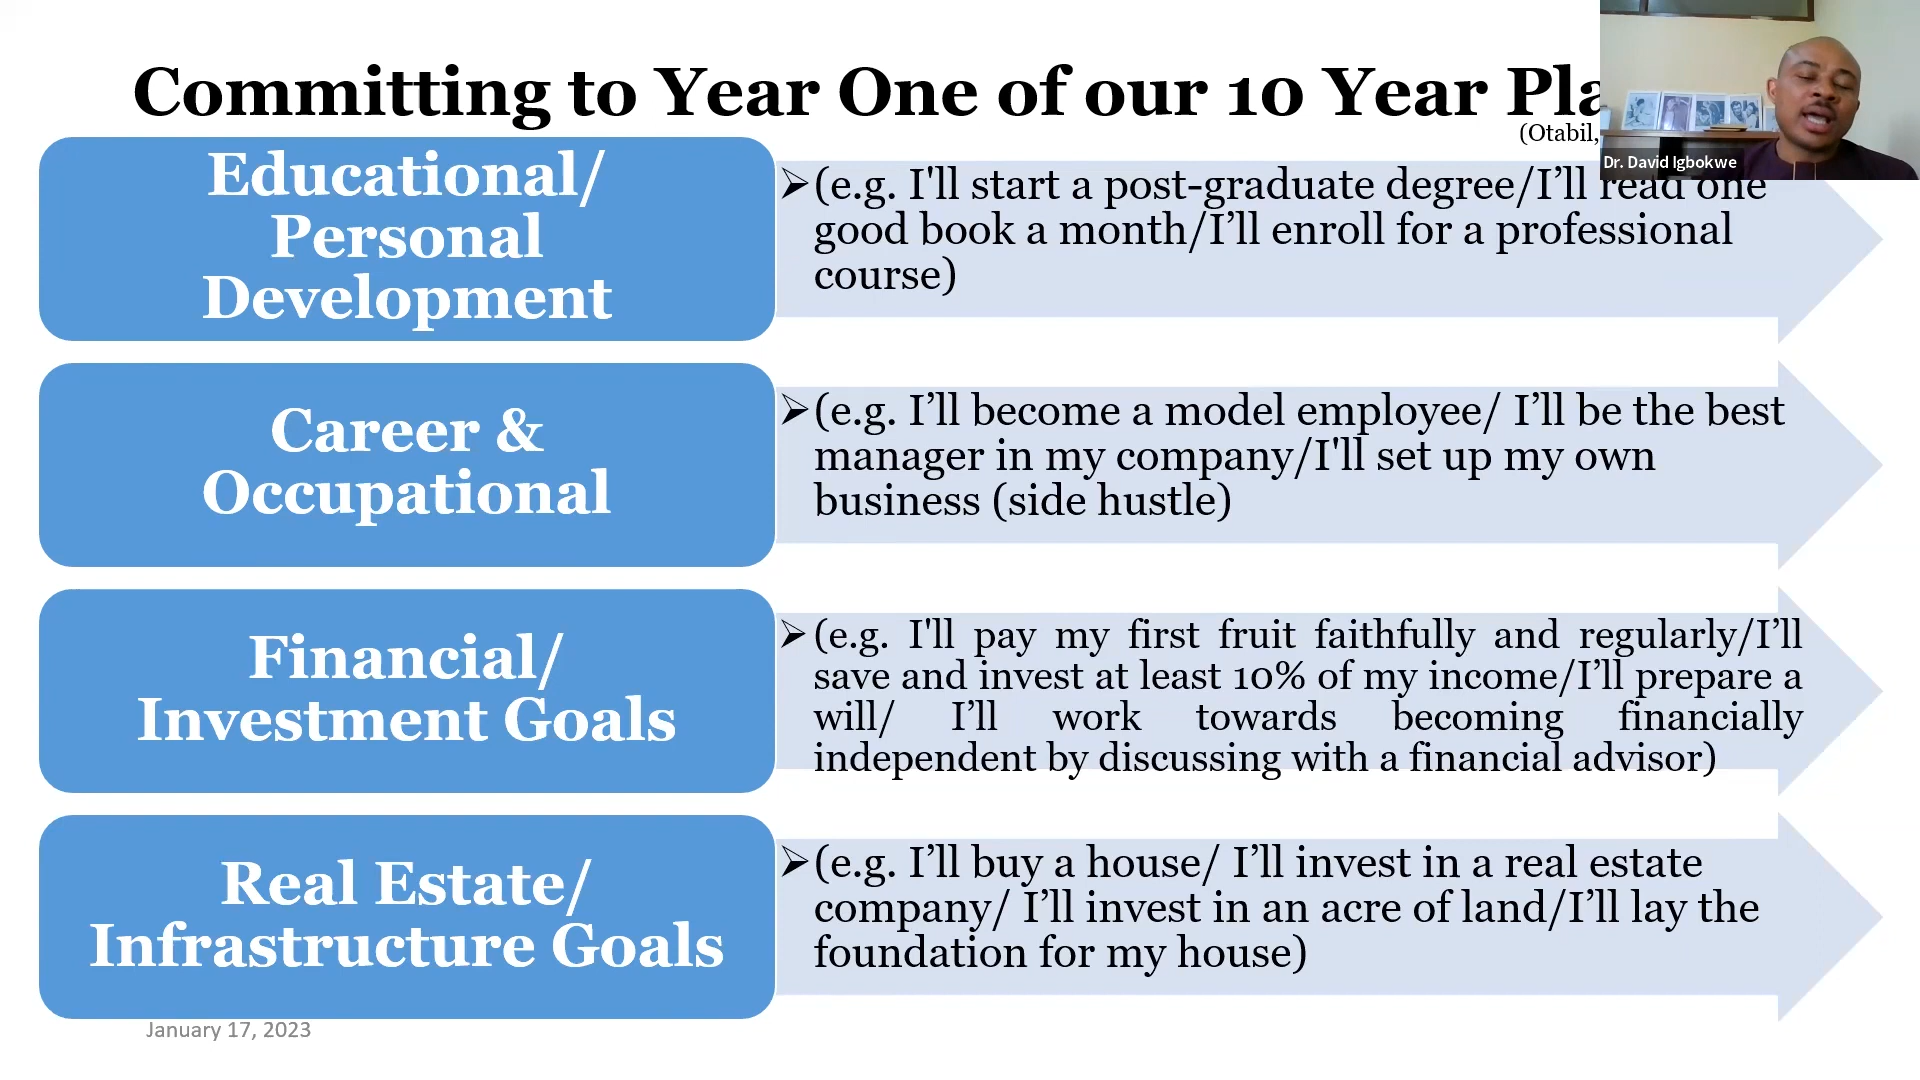 Committing to Year One of our 10 Year Pla
(Otabil,
Dr. David Igbokwe
Educational/
Personal
Development
➢(e.g. I'll start a post-graduate degree/I’ll read one
good book a month/I’ll enroll for a professional
course)
Career &
Occupational
➢(e.g. I’ll become a model employee/ I’ll be the best
manager in my company/I'll set up my own
business (side hustle)
Financial/
Investment Goals
➢(e.g. I'll pay my first fruit faithfully and regularly/I’ll
save and invest at least 10% of my income/I’ll prepare a
will/ I’ll work towards becoming financially
independent by discussing with a financial advisor)
Real Estate/
Infrastructure Goals
➢(e.g. I’ll buy a house/ I’ll invest in a real estate
company/ I’ll invest in an acre of land/I’ll lay the
foundation for my house)
January 17, 2023